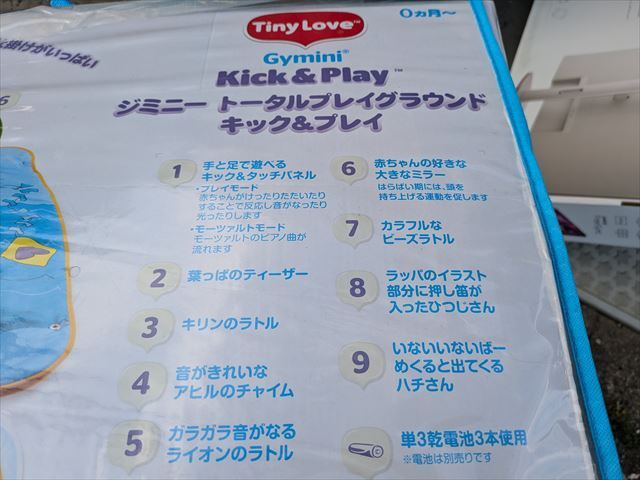 Tiny Love™
0ヵ月～
Gymini®
Kick & Play™
ジミニー トータルプレイグラウンド
キック&プレイ
掛けがいっぱい
1 手と足で遊べる
キック&タッチパネル
・プレイモード
赤ちゃんがけったりたたいたり
することで反応し音がなったり
光ったりします
・モーツァルトモード
モーツァルトのピアノ曲が
流れます
2 葉っぱのティーザー
3 キリンのラトル
4 音がきれいな
アヒルのチャイム
5 ガラガラ音がなる
ライオンのラトル
6 赤ちゃんの好きな
大きなミラー
はらばい期には、頭を
持ち上げる運動を促します
7 カラフルな
ビーズラトル
8 ラッパのイラスト
部分に押し笛が
入ったひつじさん
9 いないいないばー
めくると出てくる
ハチさん
単3乾電池3本使用
※電池は別売りです